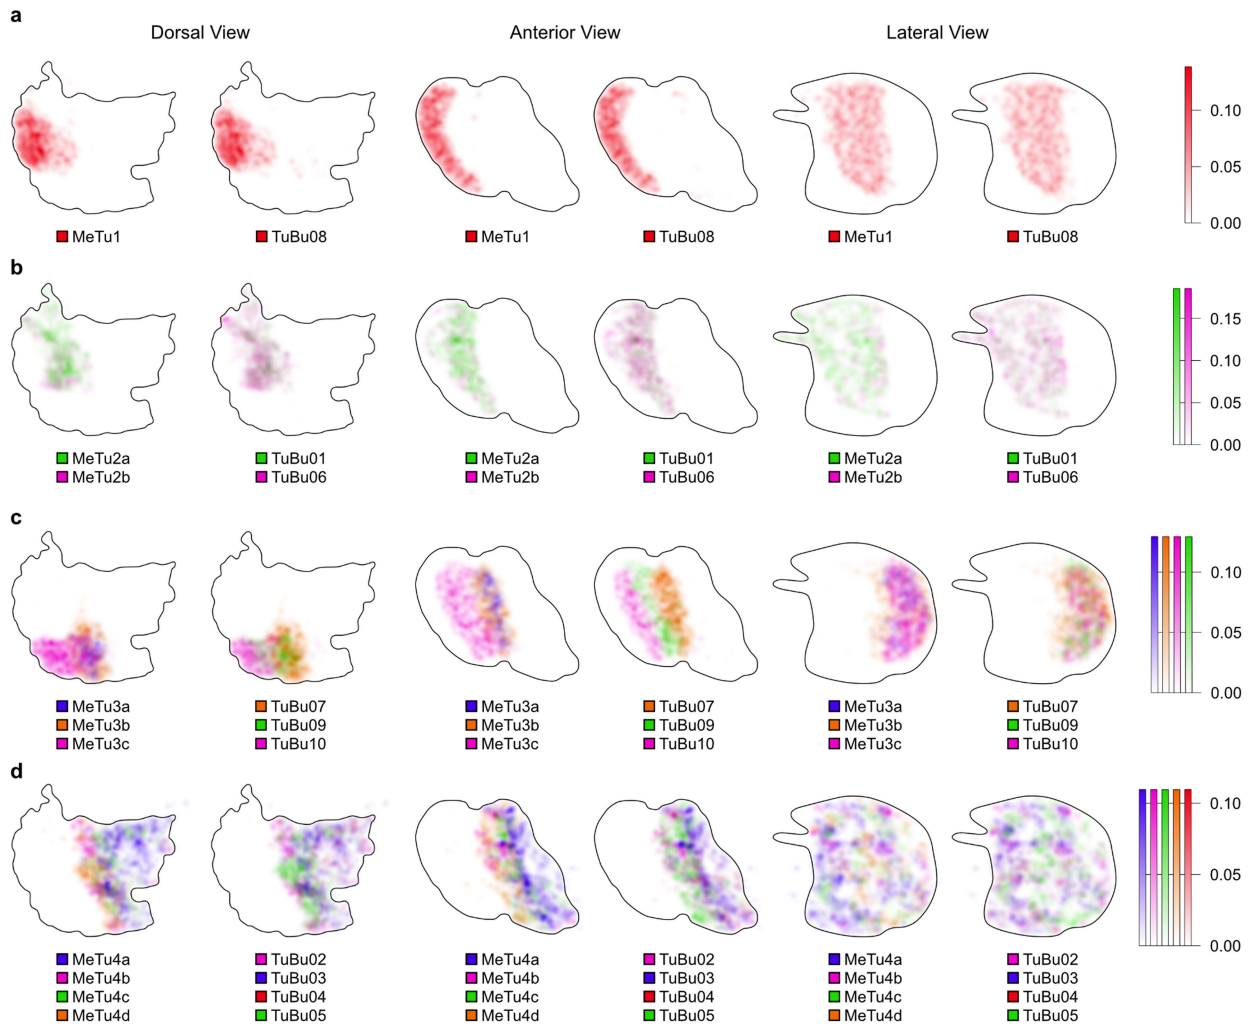 a
Dorsal View Anterior View Lateral View
0.10
0.05
0.00
MeTu1 TuBu08 MeTu1 TuBu08 MeTu1 TuBu08
b
0.15
0.10
0.05
0.00
MeTu2a TuBu01 MeTu2a TuBu01 MeTu2a TuBu01
MeTu2b TuBu06 MeTu2b TuBu06 MeTu2b TuBu06
c
0.10
0.05
0.00
MeTu3a TuBu07 MeTu3a TuBu07 MeTu3a TuBu07
MeTu3b TuBu09 MeTu3b TuBu09 MeTu3b TuBu09
MeTu3c TuBu10 MeTu3c TuBu10 MeTu3c TuBu10
d
0.10
0.05
0.00
MeTu4a TuBu02 MeTu4a TuBu02 MeTu4a TuBu02
MeTu4b TuBu03 MeTu4b TuBu03 MeTu4b TuBu03
MeTu4c TuBu04 MeTu4c TuBu04 MeTu4c TuBu04
MeTu4d TuBu05 MeTu4d TuBu05 MeTu4d TuBu05